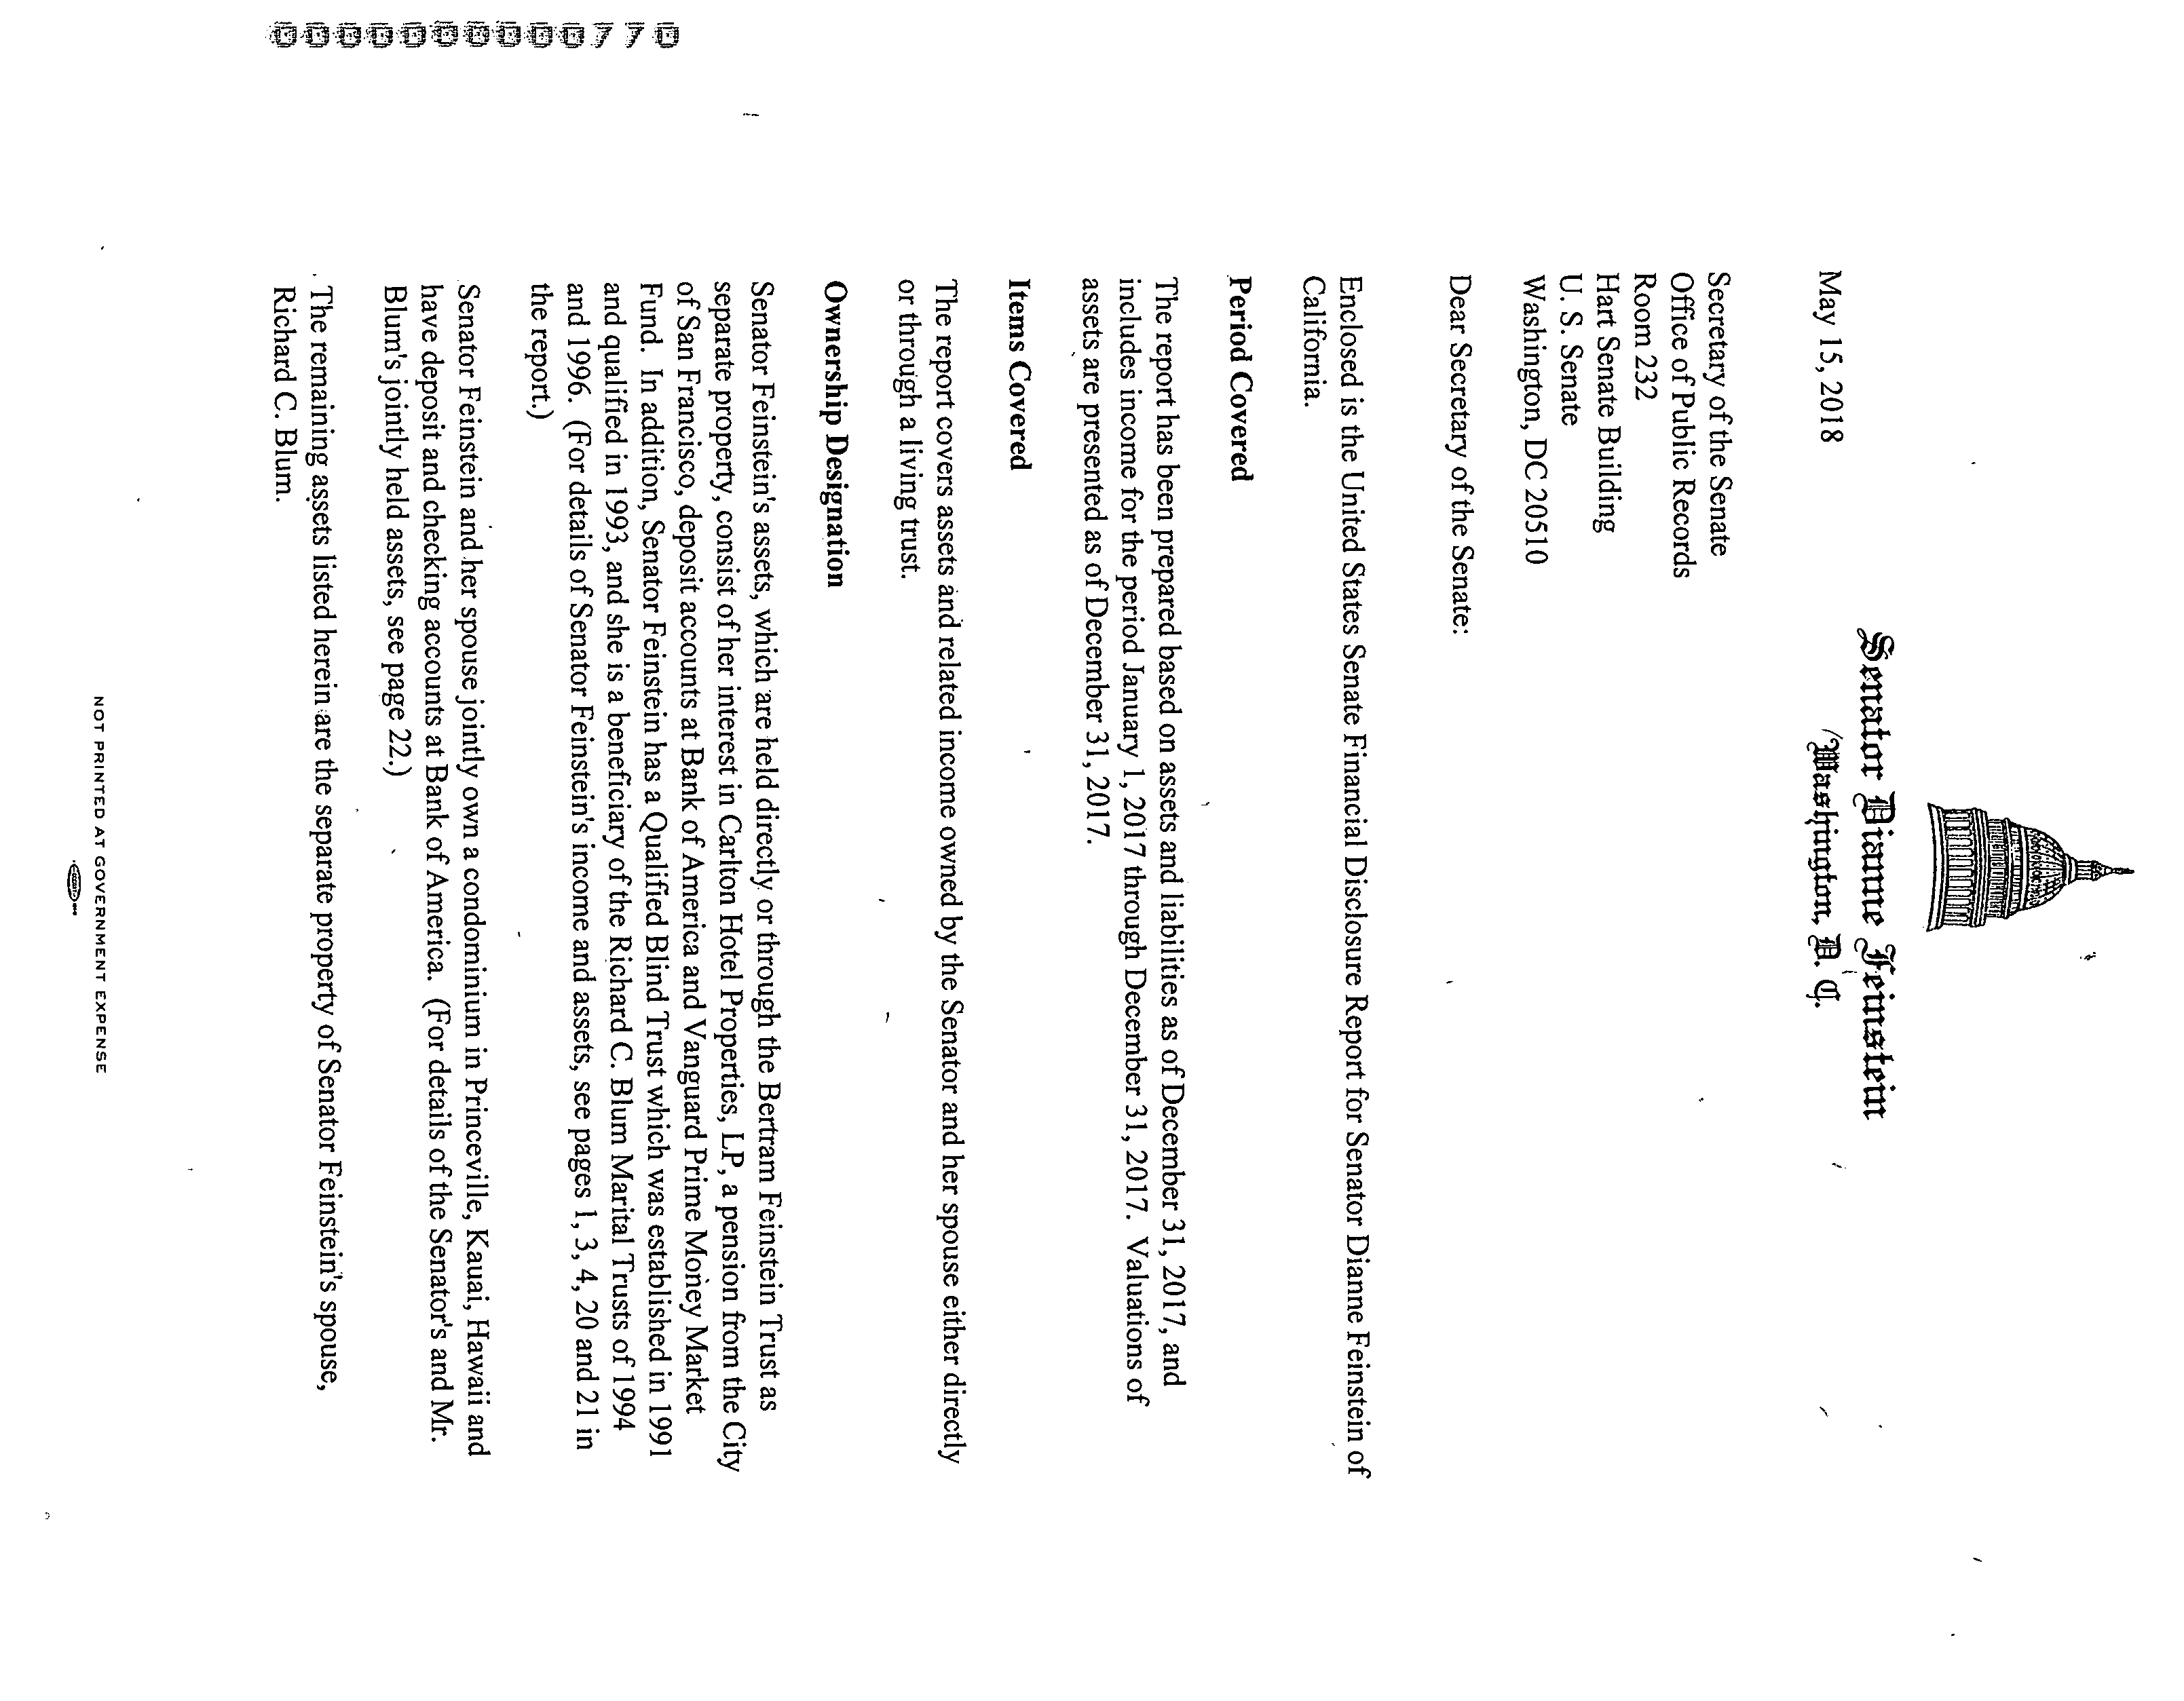 Senator Dianne Feinstein
Washington, D. C.
May 15, 2018
Secretary of the Senate
Office of Public Records
Room 232
Hart Senate Building
U. S. Senate
Washington, DC 20510
Dear Secretary of the Senate:
Enclosed is the United States Senate Financial Disclosure Report for Senator Dianne Feinstein of
California.
Period Covered
The report has been prepared based on assets and liabilities as of December 31, 2017, and
includes income for the period January 1, 2017 through December 31, 2017. Valuations of
assets are presented as of December 31, 2017.
Items Covered
The report covers assets and related income owned by the Senator and her spouse either directly
or through a living trust.
Ownership Designation
Senator Feinstein's assets, which are held directly or through the Bertram Feinstein Trust as
separate property, consist of her interest in Carlton Hotel Properties, LP, a pension from the City
of San Francisco, deposit accounts at Bank of America and Vanguard Prime Money Market
Fund. In addition, Senator Feinstein has a Qualified Blind Trust which was established in 1991
and qualified in 1993, and she is a beneficiary of the Richard C. Blum Marital Trusts of 1994
and 1996. (For details of Senator Feinstein's income and assets, see pages 1, 3, 4, 20 and 21 in
the report.)
Senator Feinstein and her spouse jointly own a condominium in Princeville, Kauai, Hawaii and
have deposit and checking accounts at Bank of America. (For details of the Senator's and Mr.
Blum's jointly held assets, see page 22.)
The remaining assets listed herein are the separate property of Senator Feinstein's spouse,
Richard C. Blum.
NOT PRINTED AT GOVERNMENT EXPENSE
0000000000770